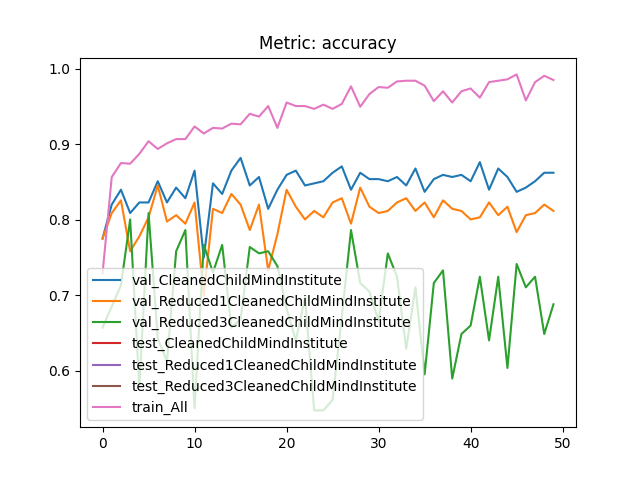 Metric: accuracy
1.0
0.9
0.8
0.7
0.6
val_CleanedChildMindInstitute
val_Reduced1CleanedChildMindInstitute
val_Reduced3CleanedChildMindInstitute
test_CleanedChildMindInstitute
test_Reduced1CleanedChildMindInstitute
test_Reduced3CleanedChildMindInstitute
train_All
0 10 20 30 40 50